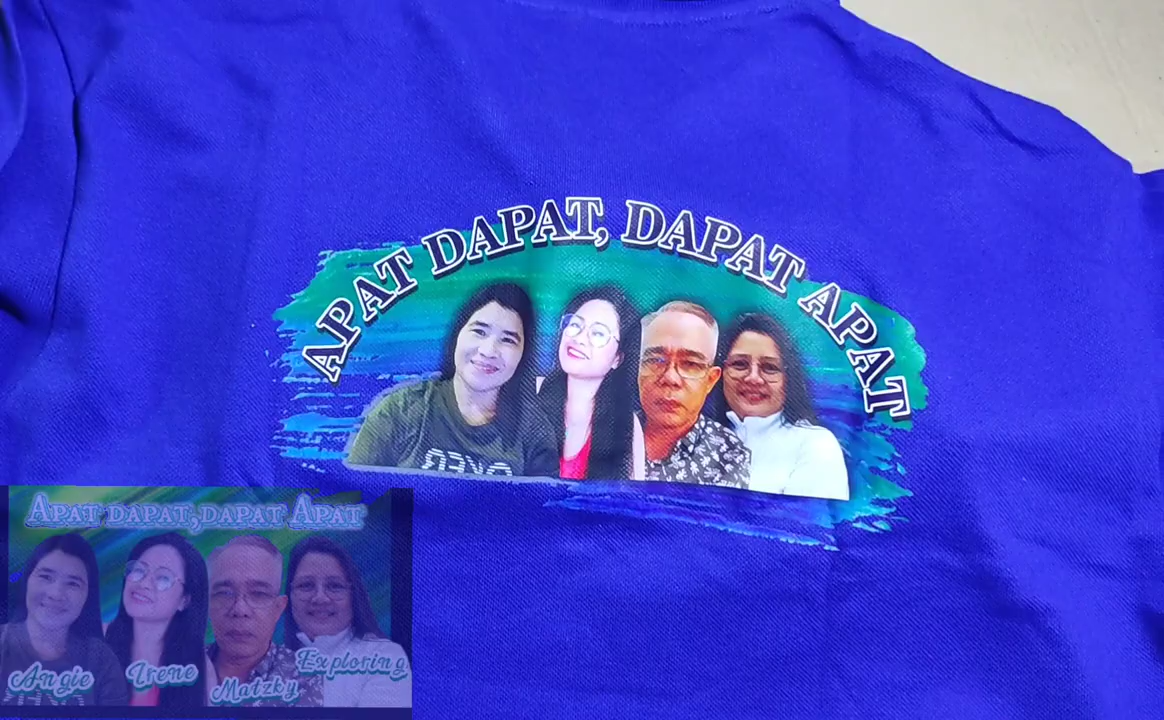 APAT DAPAT, DAPAT APAT
APAT DAPAT,DAPAT APAT
Angie
Irene
Matzky
Exploring